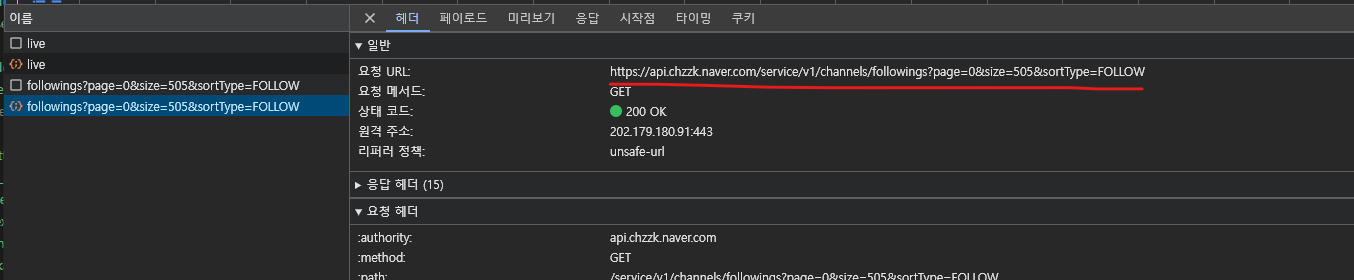 이름
헤더 페이로드 미리보기 응답 시작점 타이밍 쿠키
live
live
followings?page=0&size=505&sortType=FOLLOW
followings?page=0&size=505&sortType=FOLLOW
▼ 일반
요청 URL: https://api.chzzk.naver.com/service/v1/channels/followings?page=0&size=505&sortType=FOLLOW
요청 메서드: GET
상태 코드: 200 OK
원격 주소: 202.179.180.91:443
리퍼러 정책: unsafe-url
▶ 응답 헤더 (15)
▼ 요청 헤더
:authority: api.chzzk.naver.com
:method: GET
:path: /service/v1/channels/followings?page=0&size=505&sortType=FOLLOW